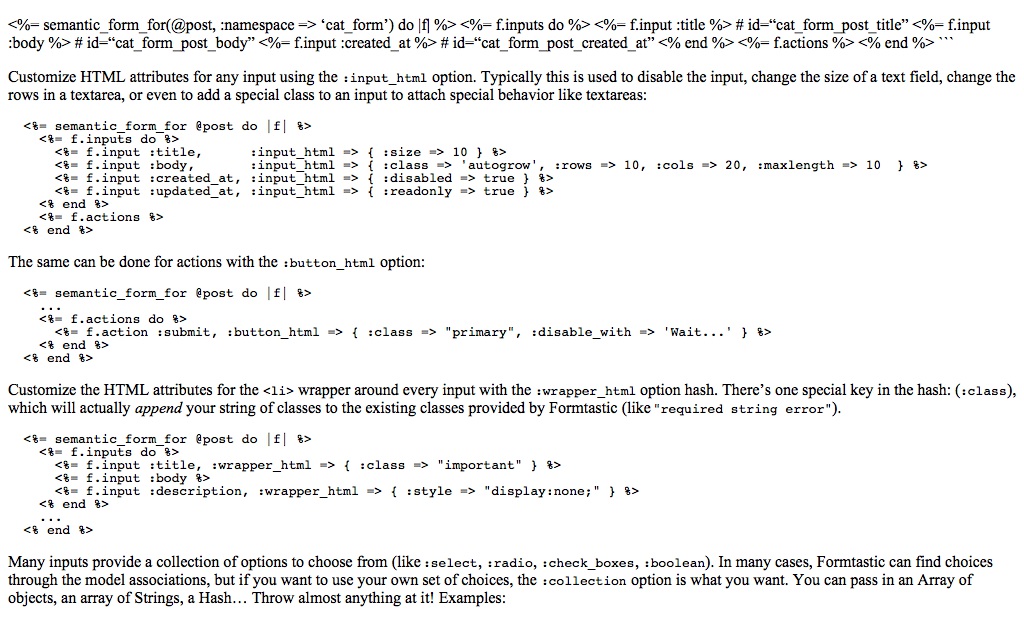 <%= semantic_form_for(@post, :namespace => ‘cat_form’) do |f| %> <%= f.inputs do %> <%= f.input :title %> # id=“cat_form_post_title” <%= f.input
:body %> # id=“cat_form_post_body” <%= f.input :created_at %> # id=“cat_form_post_created_at” <% end %> <%= f.actions %> <% end %> ```
Customize HTML attributes for any input using the :input_html option. Typically this is used to disable the input, change the size of a text field, change the
rows in a textarea, or even to add a special class to an input to attach special behavior like textareas:
<%= semantic_form_for @post do |f| %>
  <%= f.inputs do %>
    <%= f.input :title,      :input_html => { :size => 10 } %>
    <%= f.input :body,       :input_html => { :class => 'autogrow', :rows => 10, :cols => 20, :maxlength => 10  } %>
    <%= f.input :created_at, :input_html => { :disabled => true } %>
    <%= f.input :updated_at, :input_html => { :readonly => true } %>
  <% end %>
  <%= f.actions %>
<% end %>
The same can be done for actions with the :button_html option:
<%= semantic_form_for @post do |f| %>
  ...
  <%= f.actions do %>
    <%= f.action :submit, :button_html => { :class => "primary", :disable_with => 'Wait...' } %>
  <% end %>
<% end %>
Customize the HTML attributes for the <li> wrapper around every input with the :wrapper_html option hash. There’s one special key in the hash: (:class),
which will actually append your string of classes to the existing classes provided by Formtastic (like "required string error").
<%= semantic_form_for @post do |f| %>
  <%= f.inputs do %>
    <%= f.input :title, :wrapper_html => { :class => "important" } %>
    <%= f.input :body %>
    <%= f.input :description, :wrapper_html => { :style => "display:none;" } %>
  <% end %>
  ...
<% end %>
Many inputs provide a collection of options to choose from (like :select, :radio, :check_boxes, :boolean). In many cases, Formtastic can find choices
through the model associations, but if you want to use your own set of choices, the :collection option is what you want. You can pass in an Array of
objects, an array of Strings, a Hash… Throw almost anything at it! Examples: